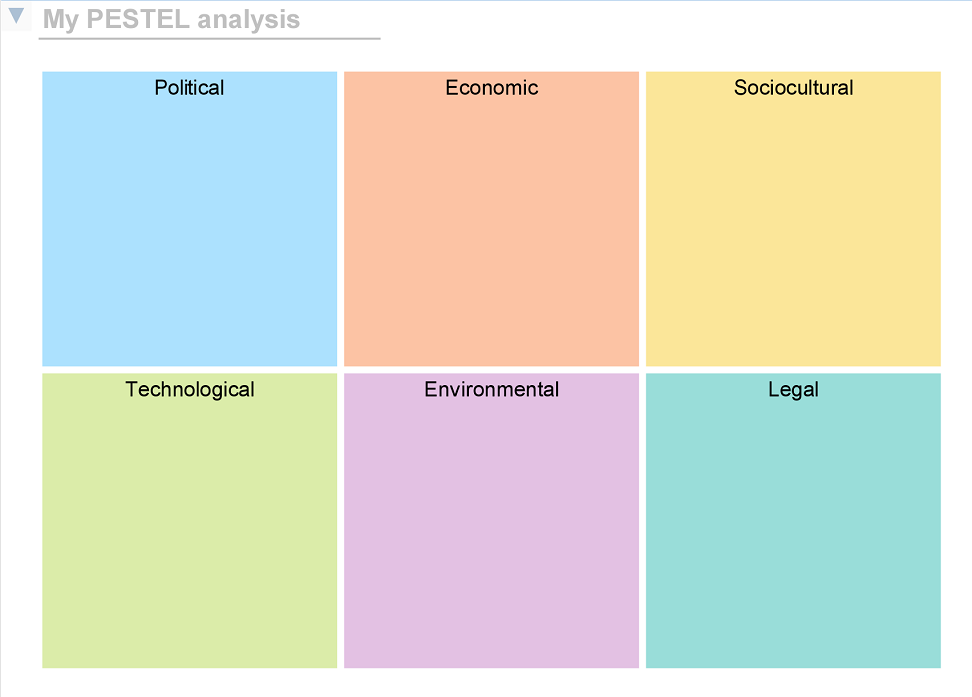 My PESTEL analysis
Political
Economic
Sociocultural
Technological
Environmental
Legal